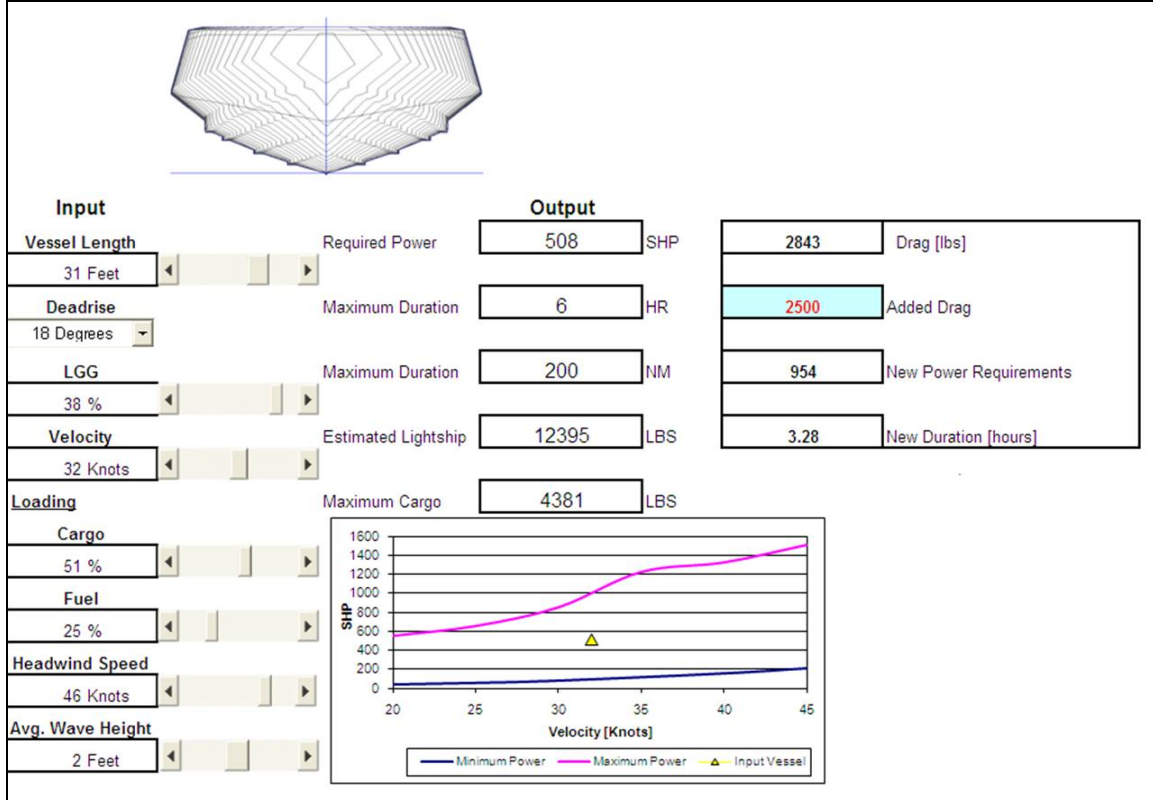 Input
Output
Vessel Length
31 Feet
Required Power
508
SHP
2843
Drag [lbs]
Deadrise
18 Degrees
Maximum Duration
6
HR
2500
Added Drag
LGG
38 %
Maximum Duration
200
NM
954
New Power Requirements
Velocity
32 Knots
Estimated Lightship
12395
LBS
3.28
New Duration [hours]
Loading
Maximum Cargo
4381
LBS
Cargo
51 %
Fuel
25 %
Headwind Speed
46 Knots
Avg. Wave Height
2 Feet
SHP
1600
1400
1200
1000
800
600
400
200
0
20 25 30 35 40 45
Velocity [Knots]
Minimum Power Maximum Power Input Vessel